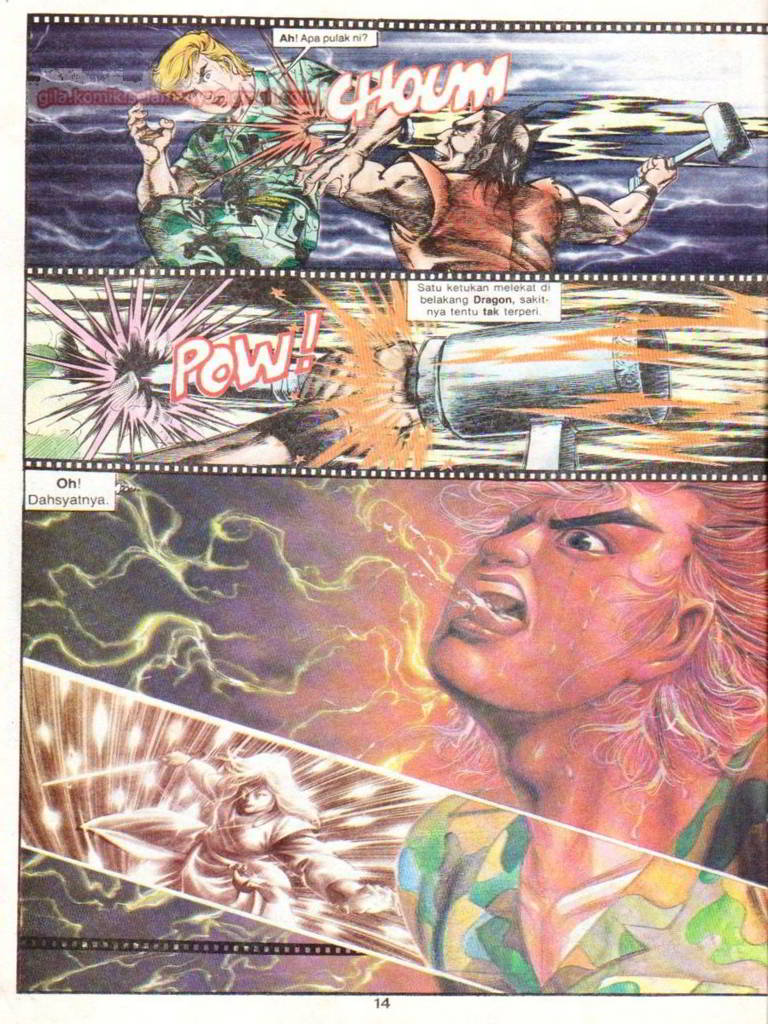 Ah! Apa pulak ni?
CHOUM
POW!
Satu ketukan melekat di
belakang Dragon, sakit-
nya tentu tak terperi.
Oh!
Dahsyatnya.
14